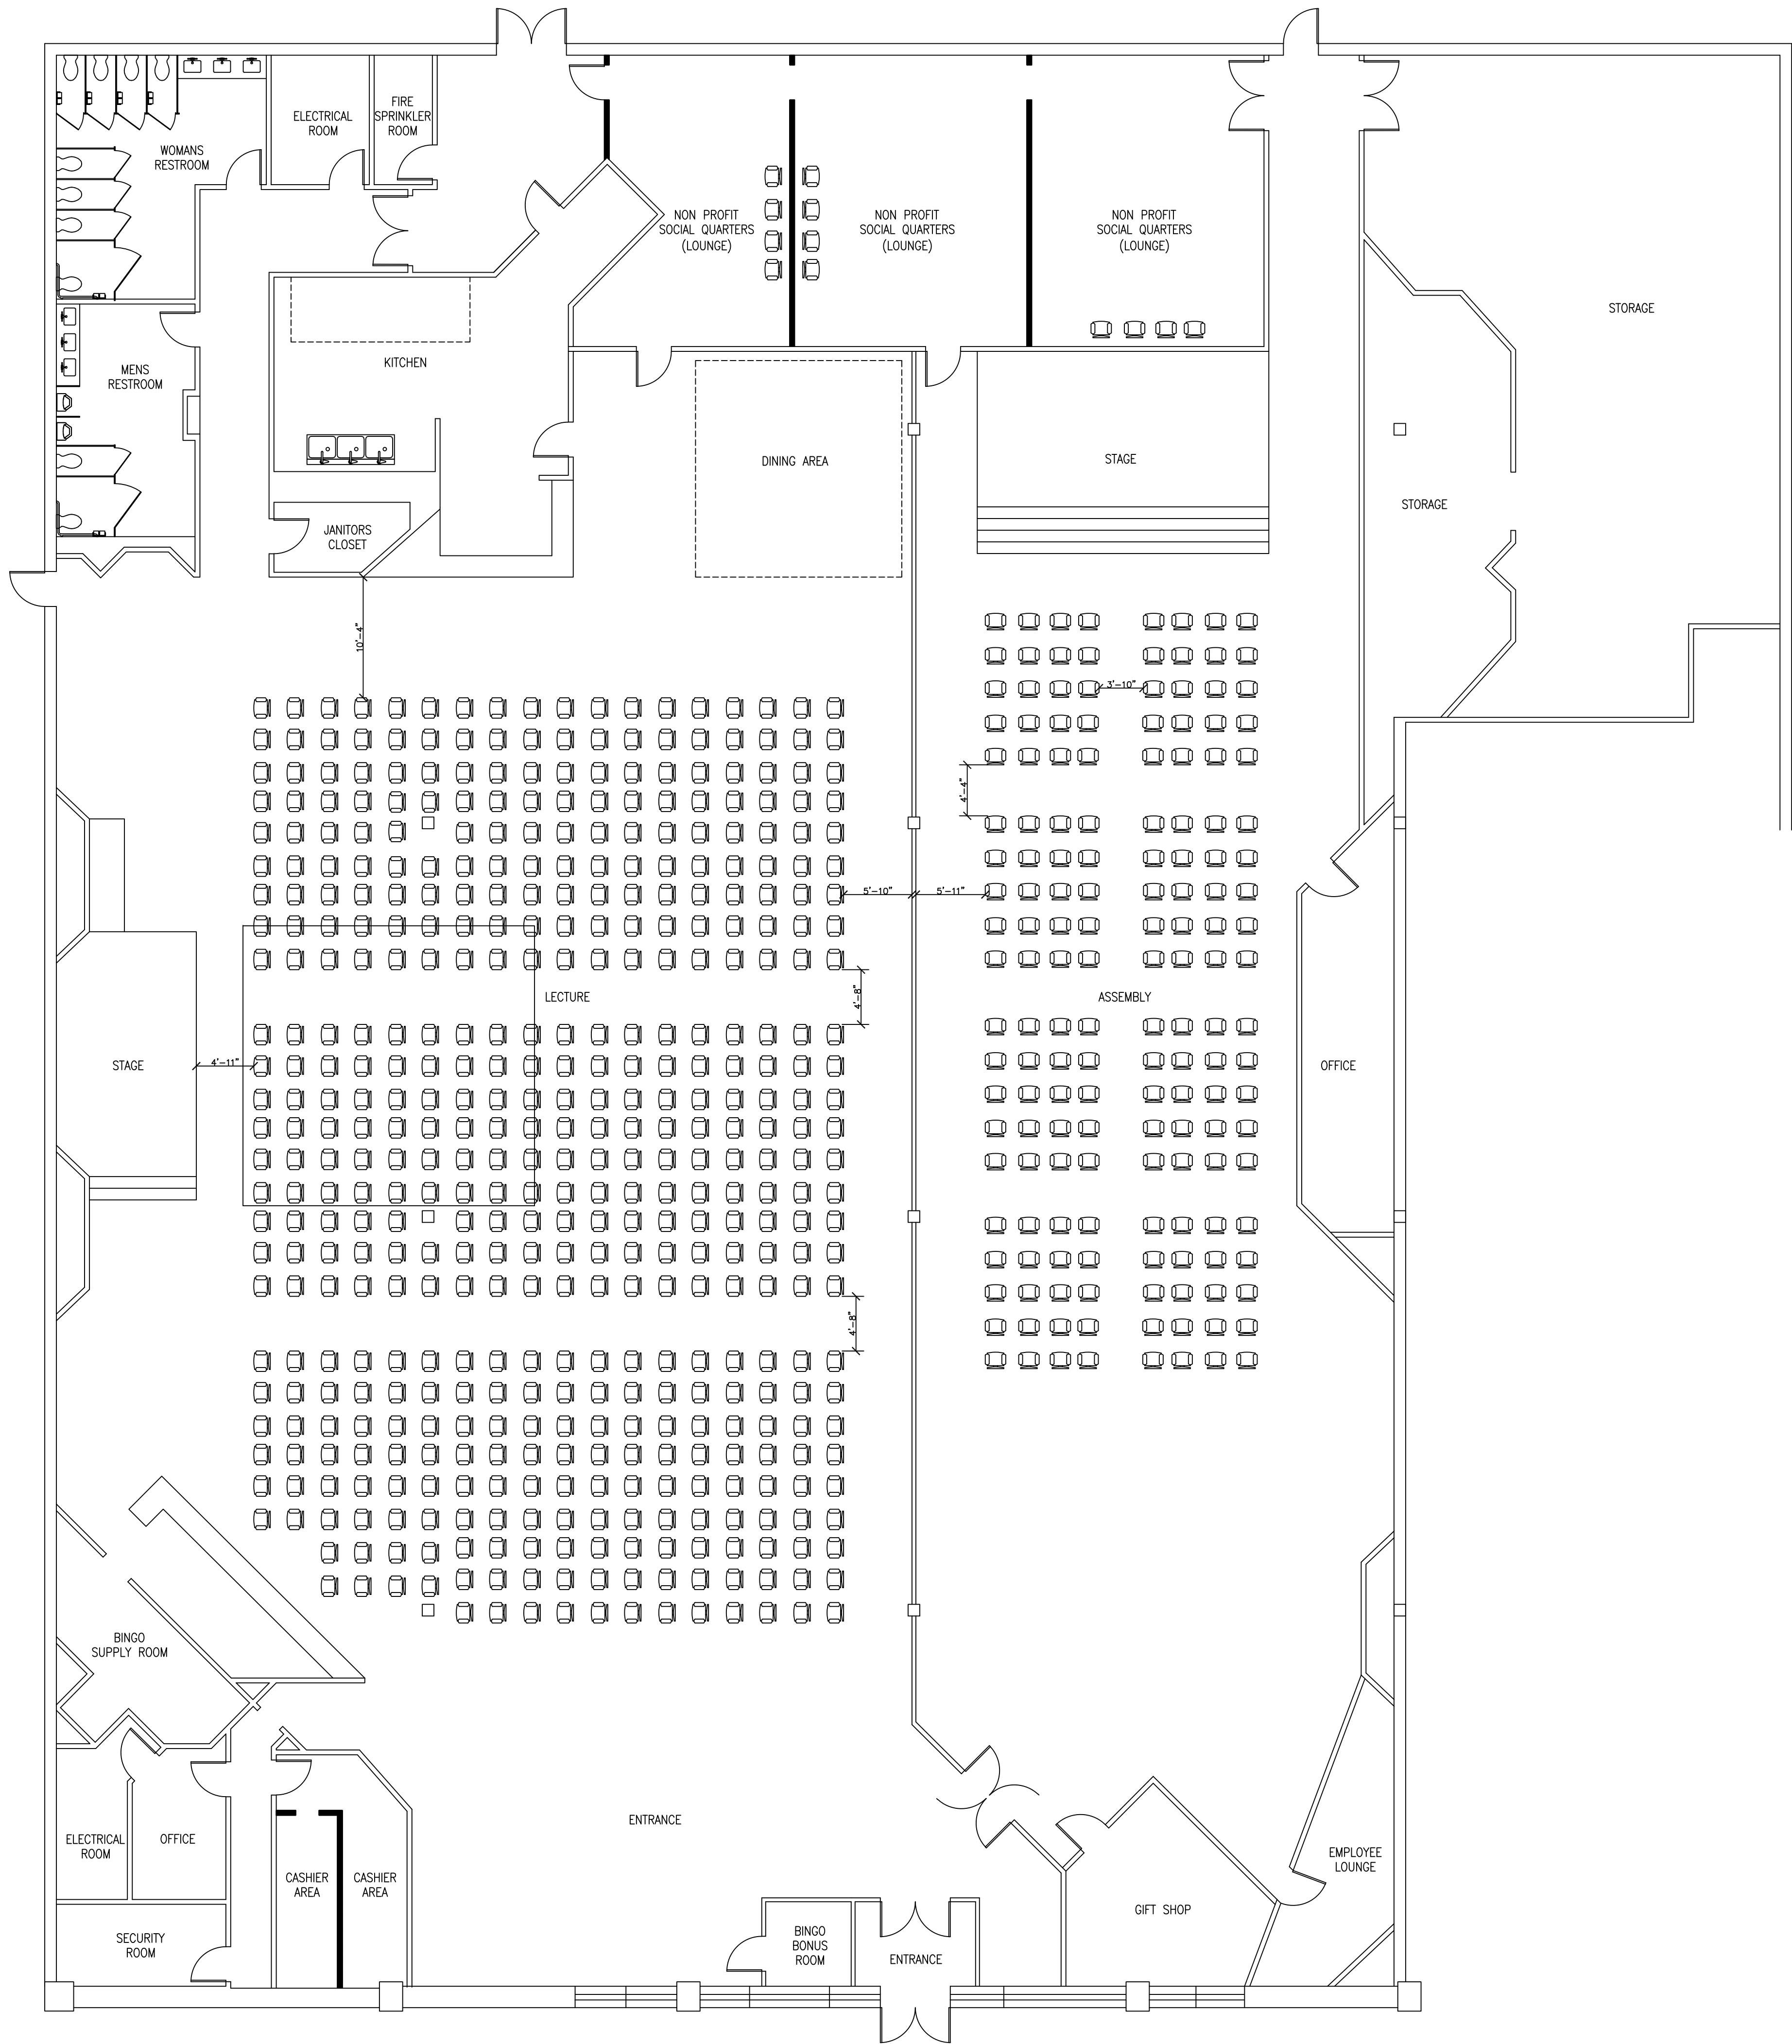 WOMANS
RESTROOM
ELECTRICAL
ROOM
FIRE
SPRINKLER
ROOM
NON PROFIT
SOCIAL QUARTERS
(LOUNGE)
NON PROFIT
SOCIAL QUARTERS
(LOUNGE)
NON PROFIT
SOCIAL QUARTERS
(LOUNGE)
STORAGE
MENS
RESTROOM
KITCHEN
DINING AREA
STAGE
STORAGE
JANITORS
CLOSET
10'-4"
3'-10"
4'-4"
5'-10"
5'-11"
LECTURE
4'-8"
ASSEMBLY
STAGE
4'-11"
OFFICE
4'-8"
BINGO
SUPPLY ROOM
ELECTRICAL
ROOM
OFFICE
CASHIER
AREA
CASHIER
AREA
ENTRANCE
EMPLOYEE
LOUNGE
GIFT SHOP
SECURITY
ROOM
BINGO
BONUS
ROOM
ENTRANCE